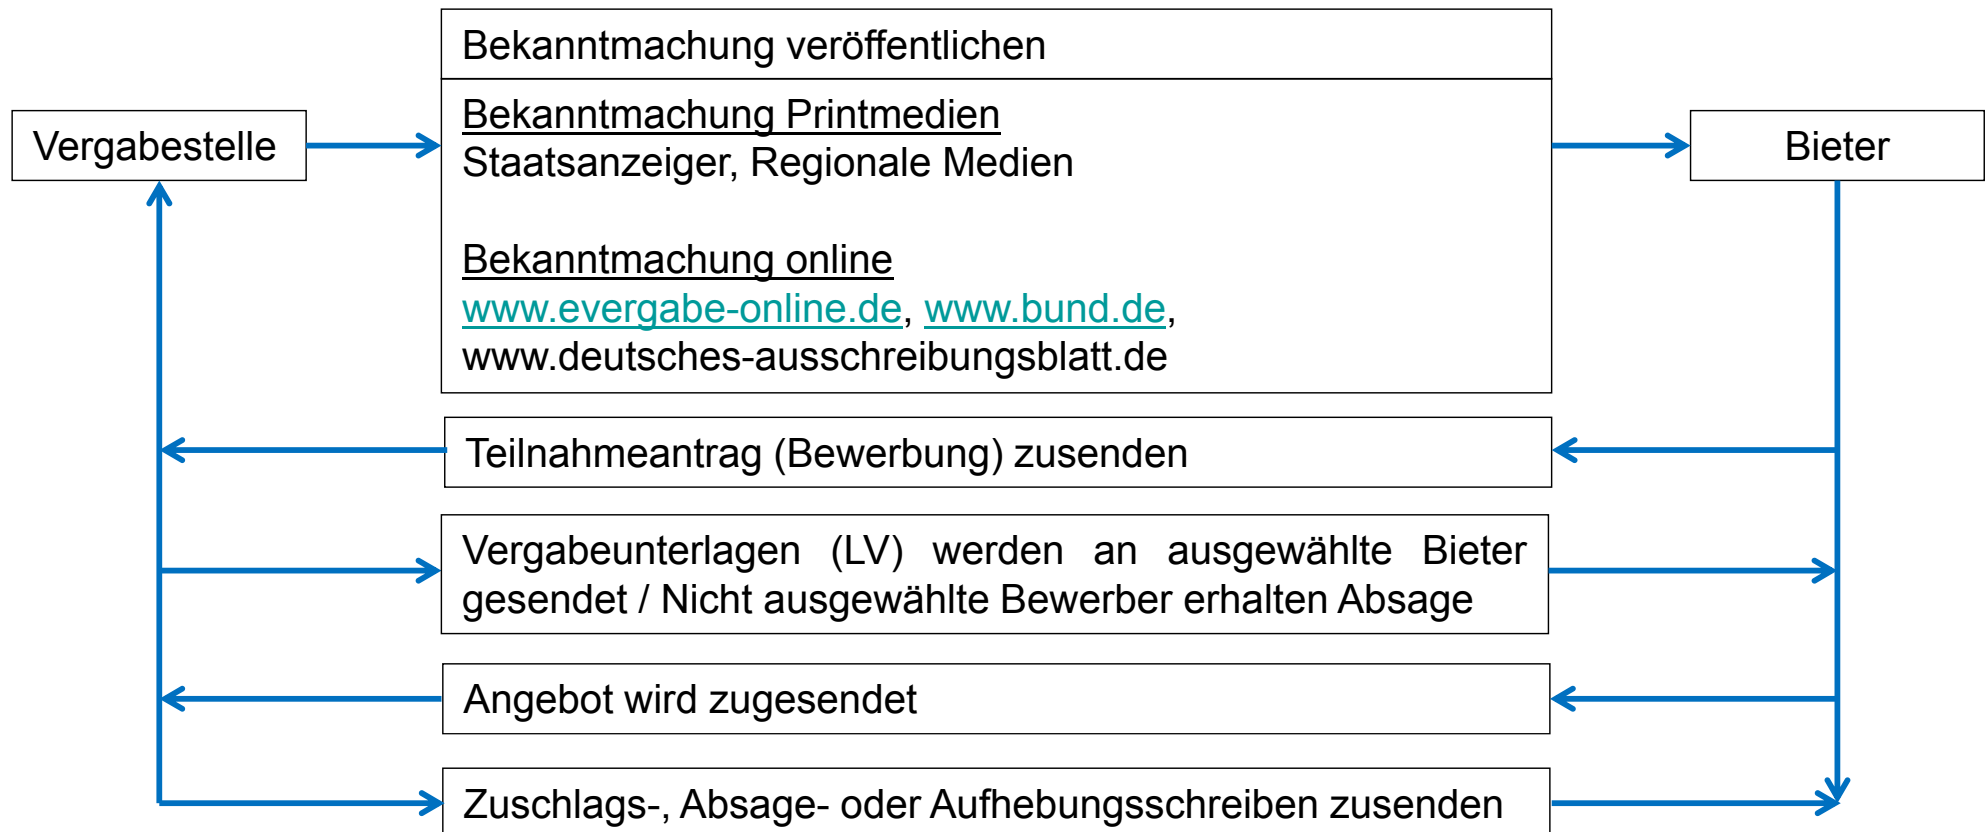 Bekanntmachung veröffentlichen
Vergabestelle
Bekanntmachung Printmedien
Staatsanzeiger, Regionale Medien
Bekanntmachung online
www.evergabe-online.de, www.bund.de,
www.deutsches-ausschreibungsblatt.de
Bieter
Teilnahmeantrag (Bewerbung) zusenden
Vergabeunterlagen (LV) werden an ausgewählte Bieter
gesendet / Nicht ausgewählte Bewerber erhalten Absage
Angebot wird zugesendet
Zuschlags-, Absage- oder Aufhebungsschreiben zusenden